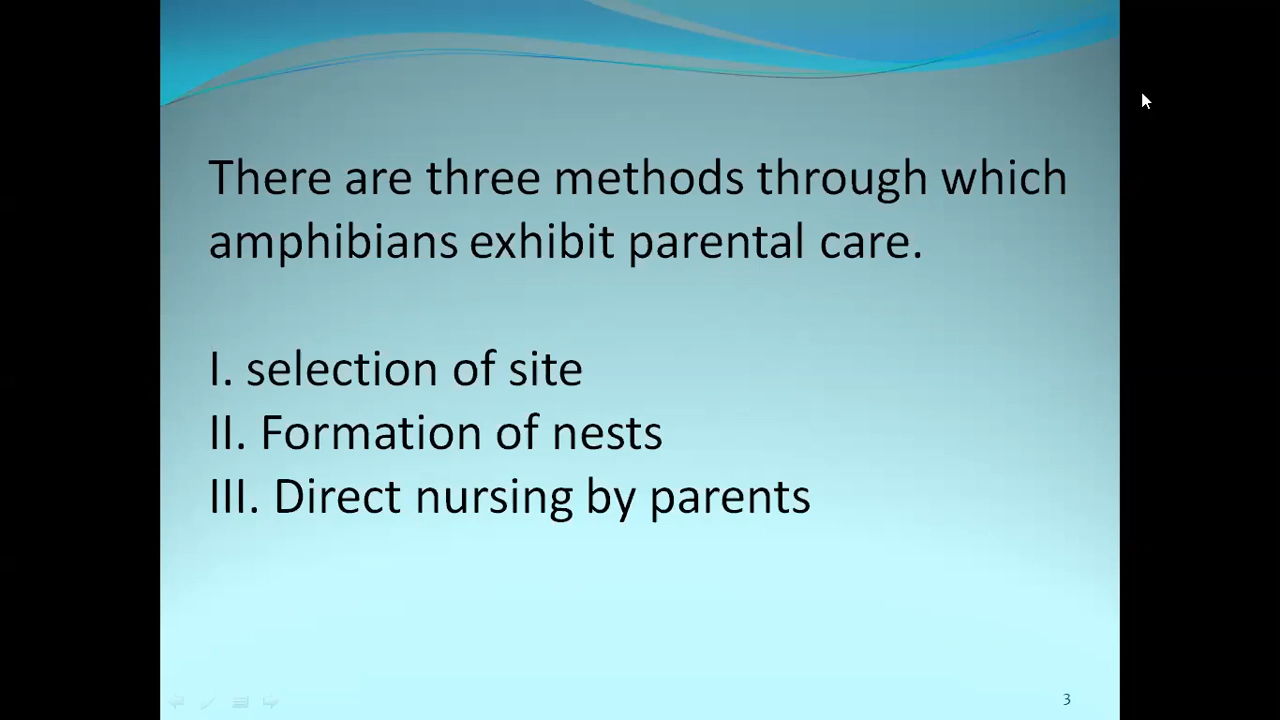 There are three methods through which
amphibians exhibit parental care.
I. selection of site
II. Formation of nests
III. Direct nursing by parents
3